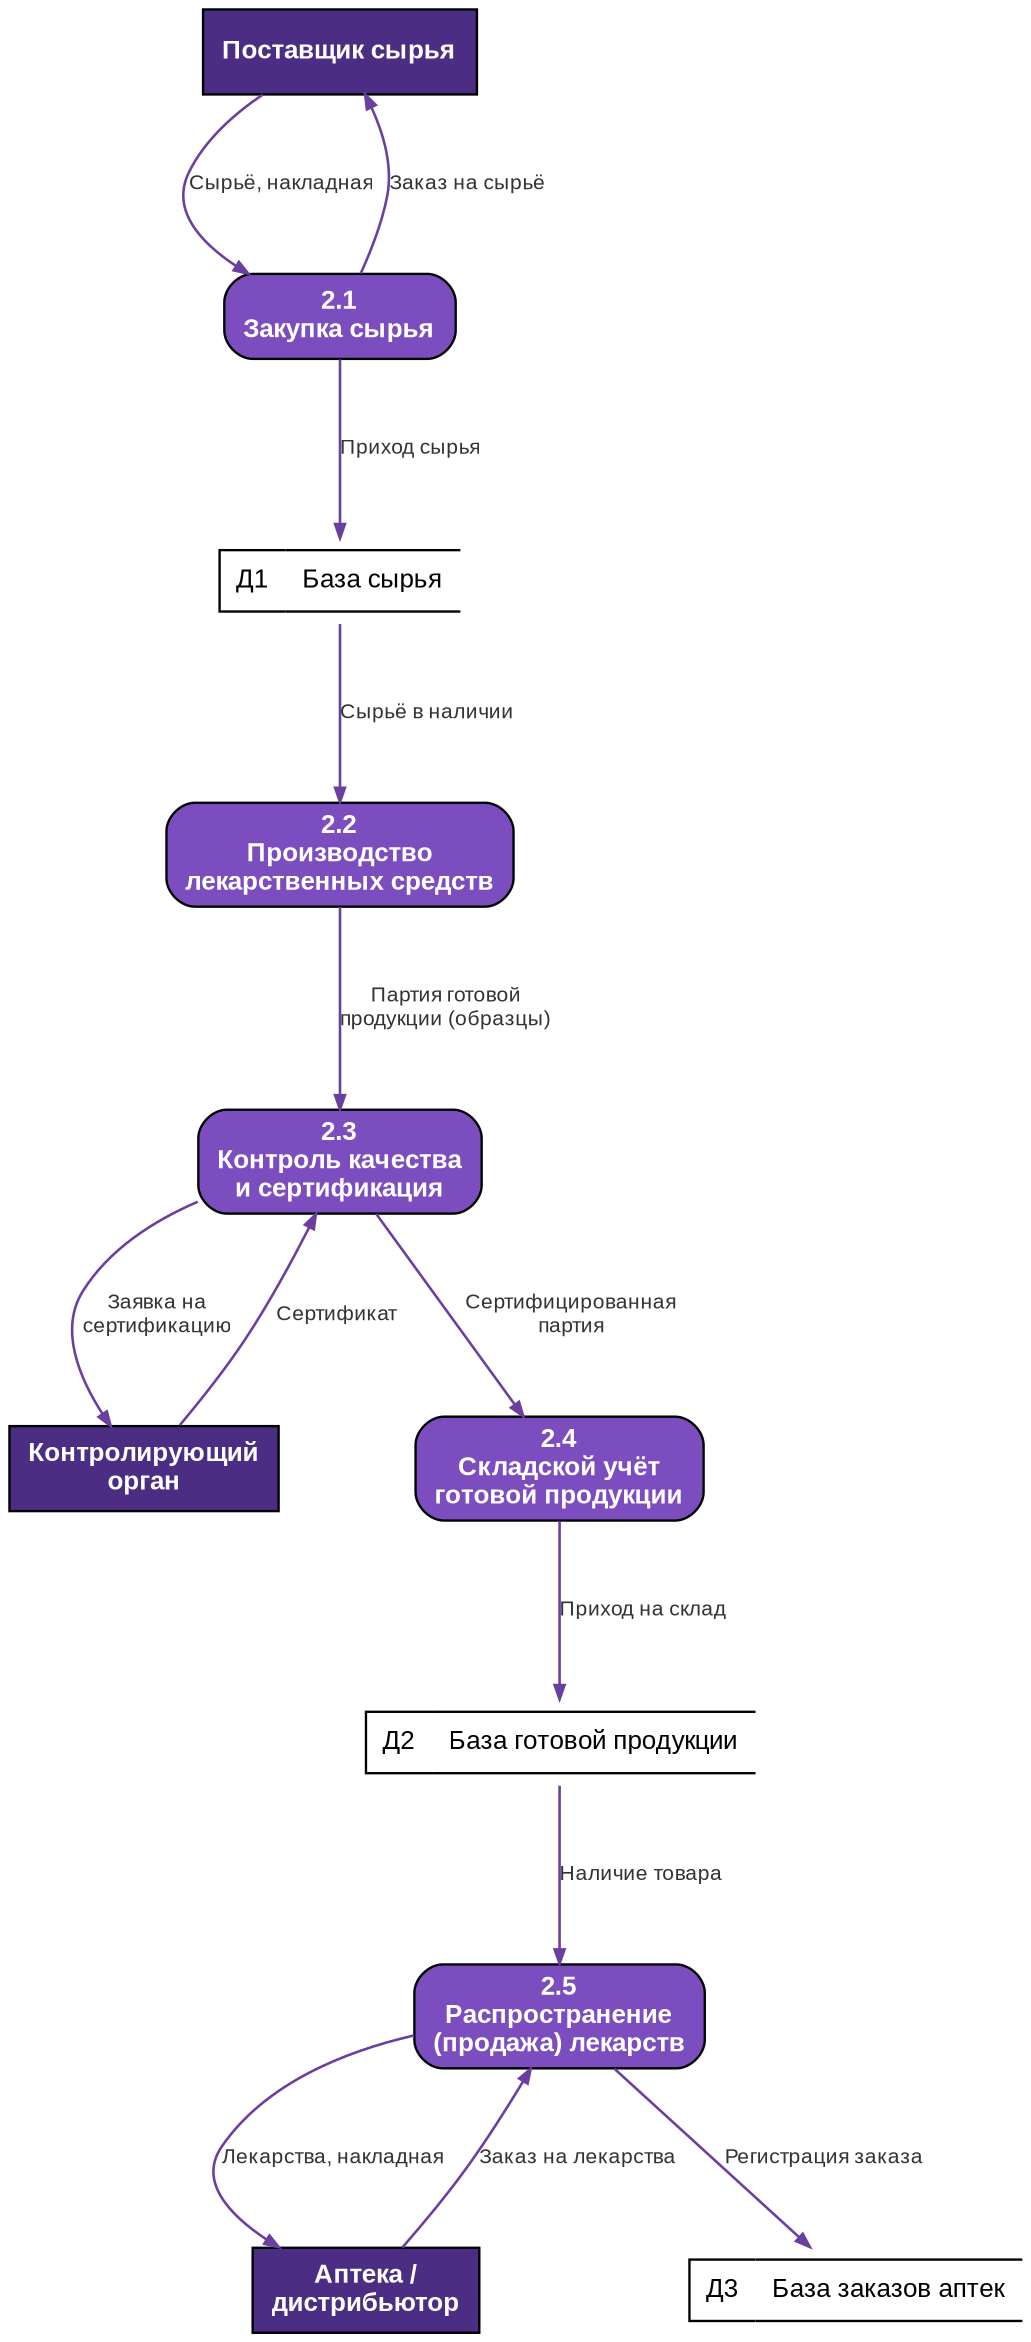 Поставщик сырья
Сырьё, накладная
Заказ на сырьё
2.1
Закупка сырья
Приход сырья
Д1 База сырья
Сырьё в наличии
2.2
Производство
лекарственных средств
Партия готовой
продукции (образцы)
2.3
Контроль качества
и сертификация
Заявка на
сертификацию
Сертификат
Сертифицированная
партия
Контролирующий
орган
2.4
Складской учёт
готовой продукции
Приход на склад
Д2 База готовой продукции
Наличие товара
2.5
Распространение
(продажа) лекарств
Лекарства, накладная
Заказ на лекарства
Регистрация заказа
Аптека /
дистрибьютор
Д3 База заказов аптек